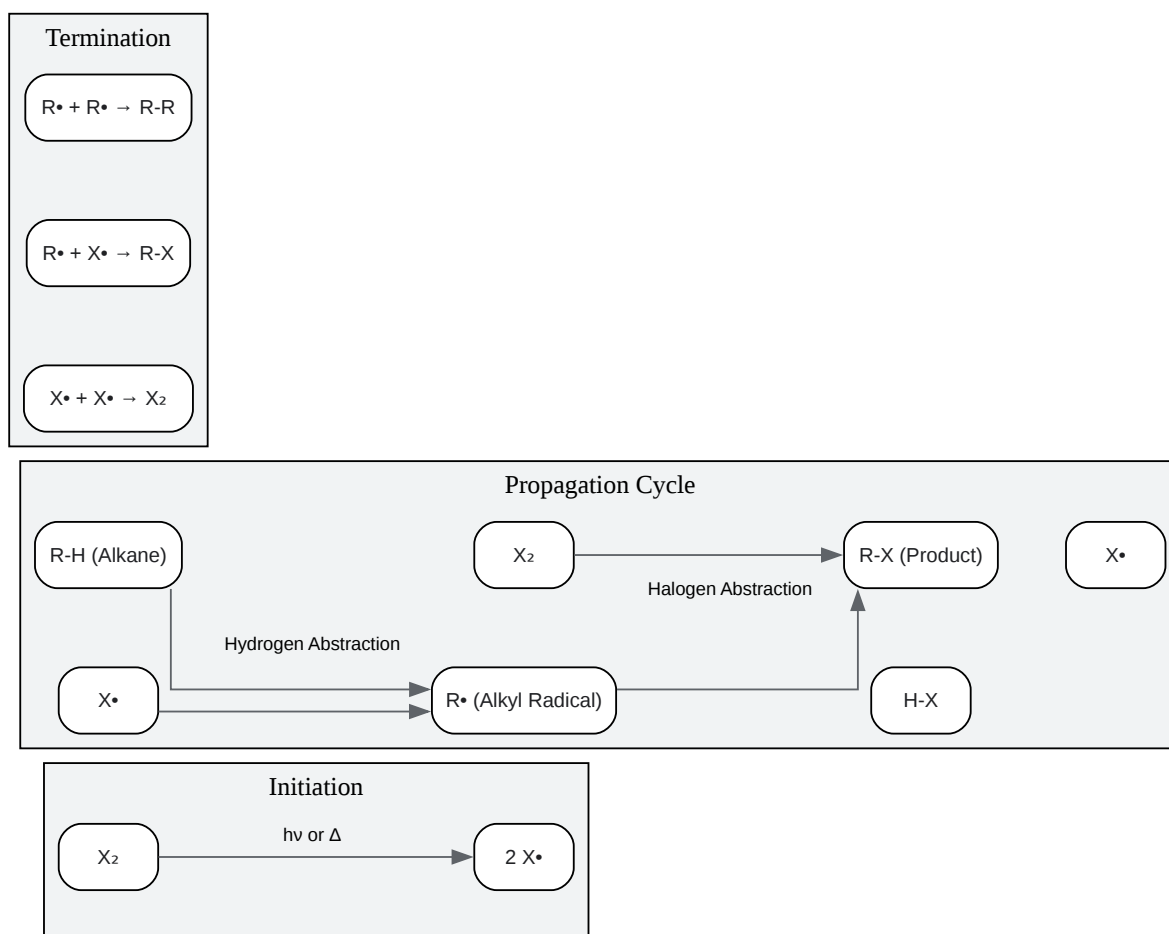 Termination
R• + R• → R-R
R• + X• → R-X
X• + X• → X₂
Propagation Cycle
R-H (Alkane)
X₂
R-X (Product)
X•
Halogen Abstraction
Hydrogen Abstraction
X•
R• (Alkyl Radical)
H-X
Initiation
X₂
hν or Δ
2 X•